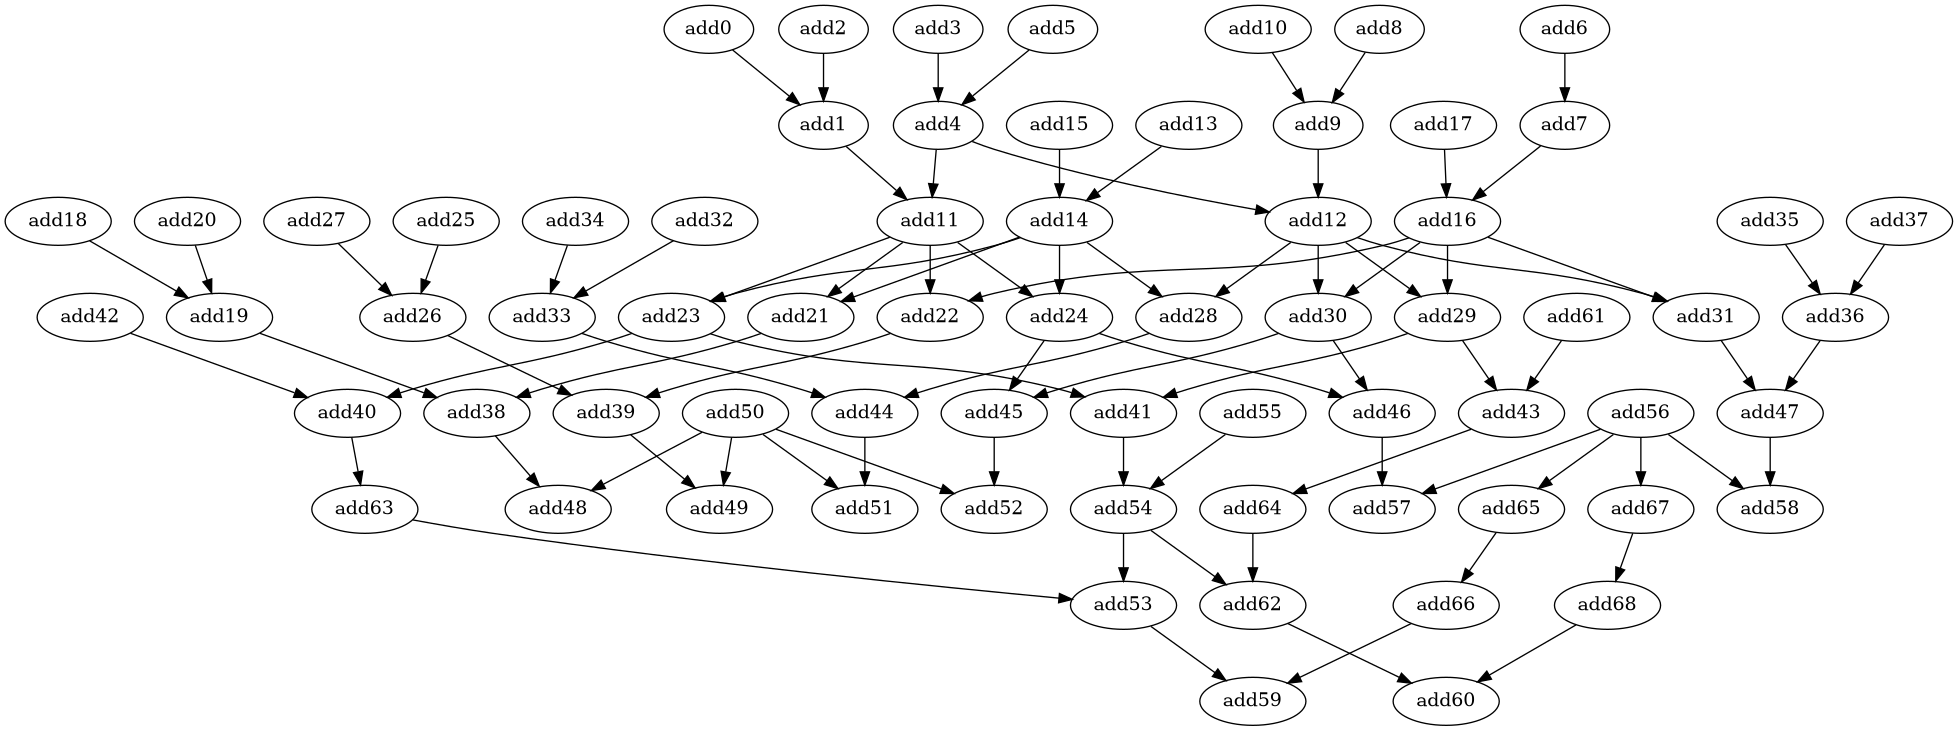 add0 add2 add3 add5 add10 add8 add6
add1 add4 add15 add13 add9 add17 add7
add18 add20 add27 add25 add34 add32 add11 add14 add12 add16 add35 add37
add42 add19 add26 add33 add23 add21 add22 add24 add28 add30 add29 add61 add31 add36
add40 add38 add39 add50 add44 add45 add41 add55 add46 add43 add56 add47
add63 add48 add49 add51 add52 add54 add64 add57 add65 add67 add58
add53 add62 add66 add68
add59 add60